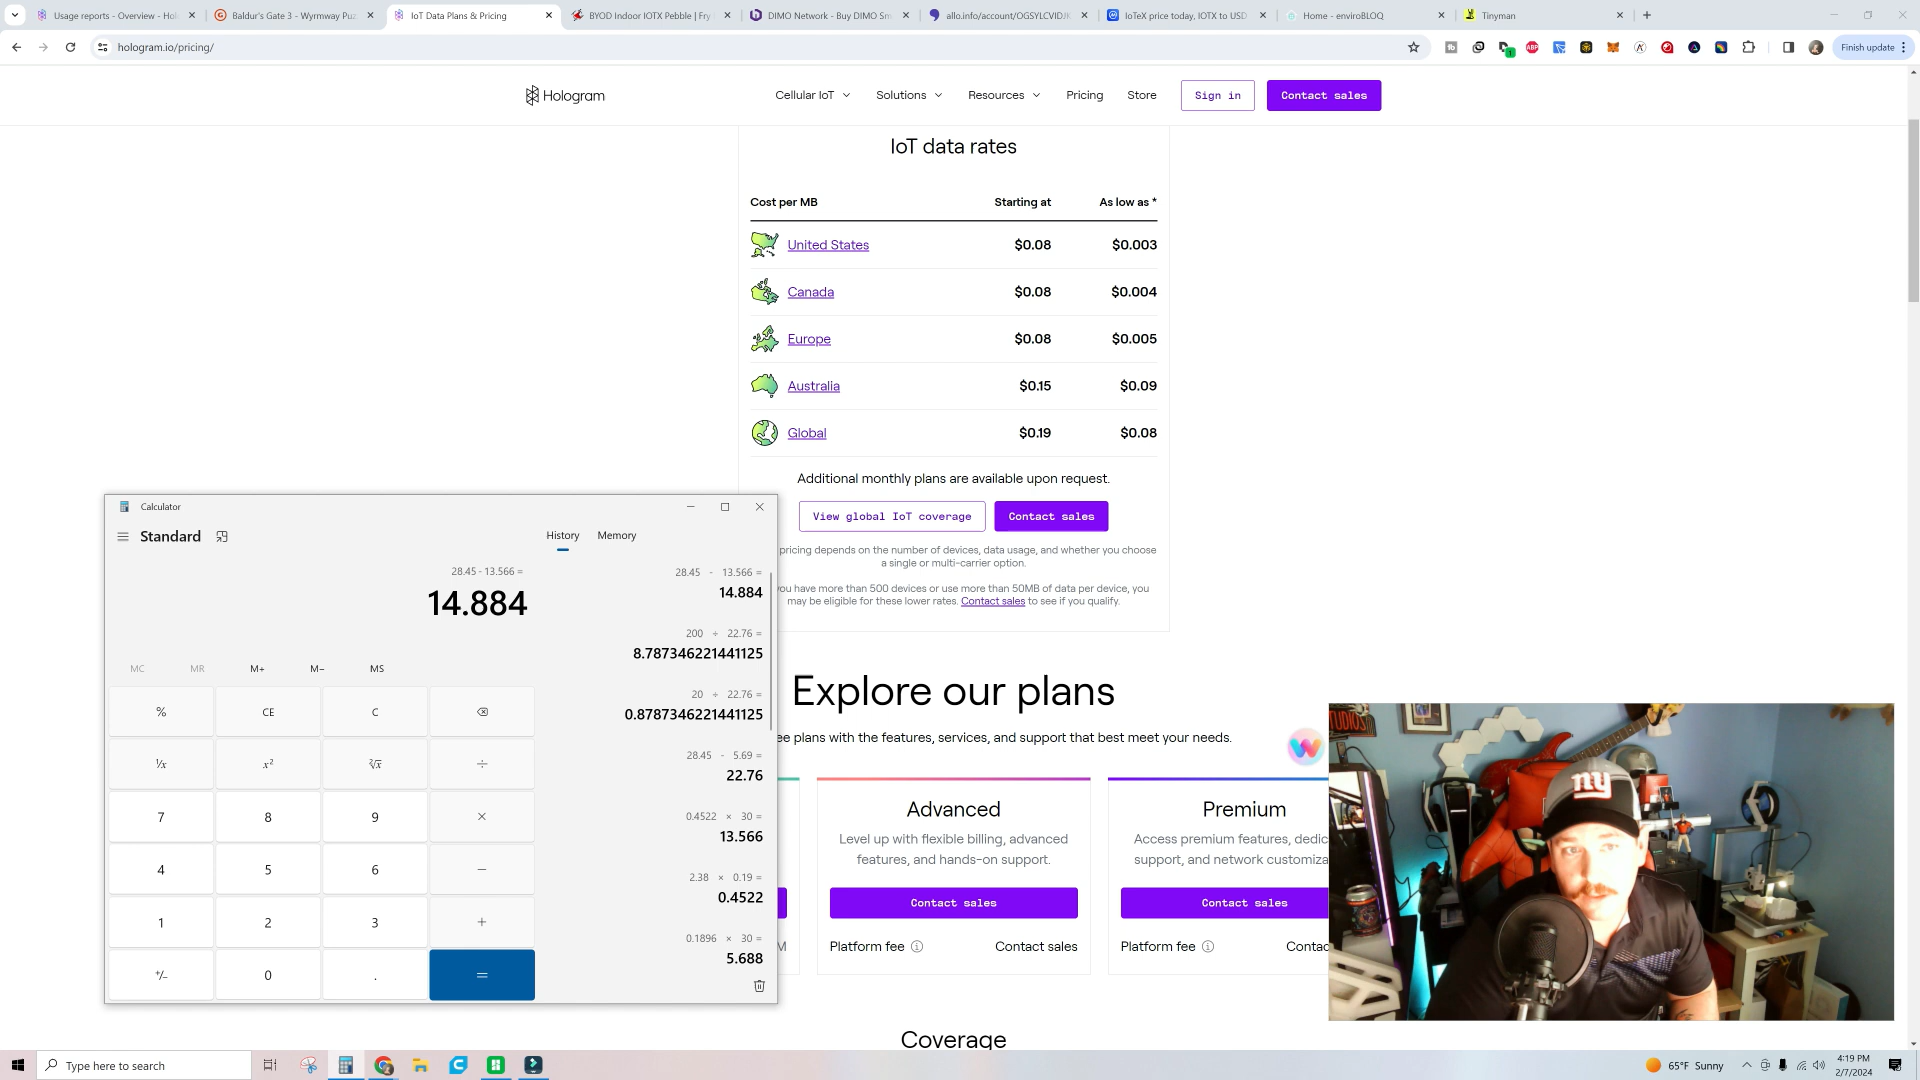 Usage reports - Overview - Hol
Baldur's Gate 3 - Wyrmway Puz
IoT Data Plans & Pricing
BYOD Indoor IOTX Pebble | Fry
DIMO Network - Buy DIMO Sm
allo.info/account/OGSYLCVIDJK
IoTeX price today, IOTX to USD
Home - enviroBLOQ
Tinyman
hologram.io/pricing/
Finish update
Hologram
Cellular IoT
Solutions
Resources
Pricing
Store
Sign in
Contact sales
IoT data rates
Cost per MB Starting at As low as *
United States $0.08 $0.003
Canada $0.08 $0.004
Europe $0.08 $0.005
Australia $0.15 $0.09
Global $0.19 $0.08
Additional monthly plans are available upon request.
View global IoT coverage
Contact sales
pricing depends on the number of devices, data usage, and whether you choose
a single or multi-carrier option.
you have more than 500 devices or use more than 50MB of data per device, you
may be eligible for these lower rates. Contact sales to see if you qualify.
Explore our plans
ee plans with the features, services, and support that best meet your needs.
Advanced
Level up with flexible billing, advanced
features, and hands-on support.
Contact sales
Platform fee Contact sales
Premium
Access premium features, dedic
support, and network customiza
Contact sales
Platform fee Contac
M
Coverage
Calculator
Standard
28.45 - 13.566 =
14.884
MC MR M+ M− MS
% CE C
⅟x x² ²√x ÷
7 8 9 ×
4 5 6 −
1 2 3 +
+/− 0 . =
History Memory
28.45 - 13.566 =
14.884
200 ÷ 22.76 =
8.787346221441125
20 ÷ 22.76 =
0.8787346221441125
28.45 - 5.69 =
22.76
0.4522 × 30 =
13.566
2.38 × 0.19 =
0.4522
0.1896 × 30 =
5.688
TUDIOS!
ny
Type here to search
65°F Sunny
4:19 PM
2/7/2024